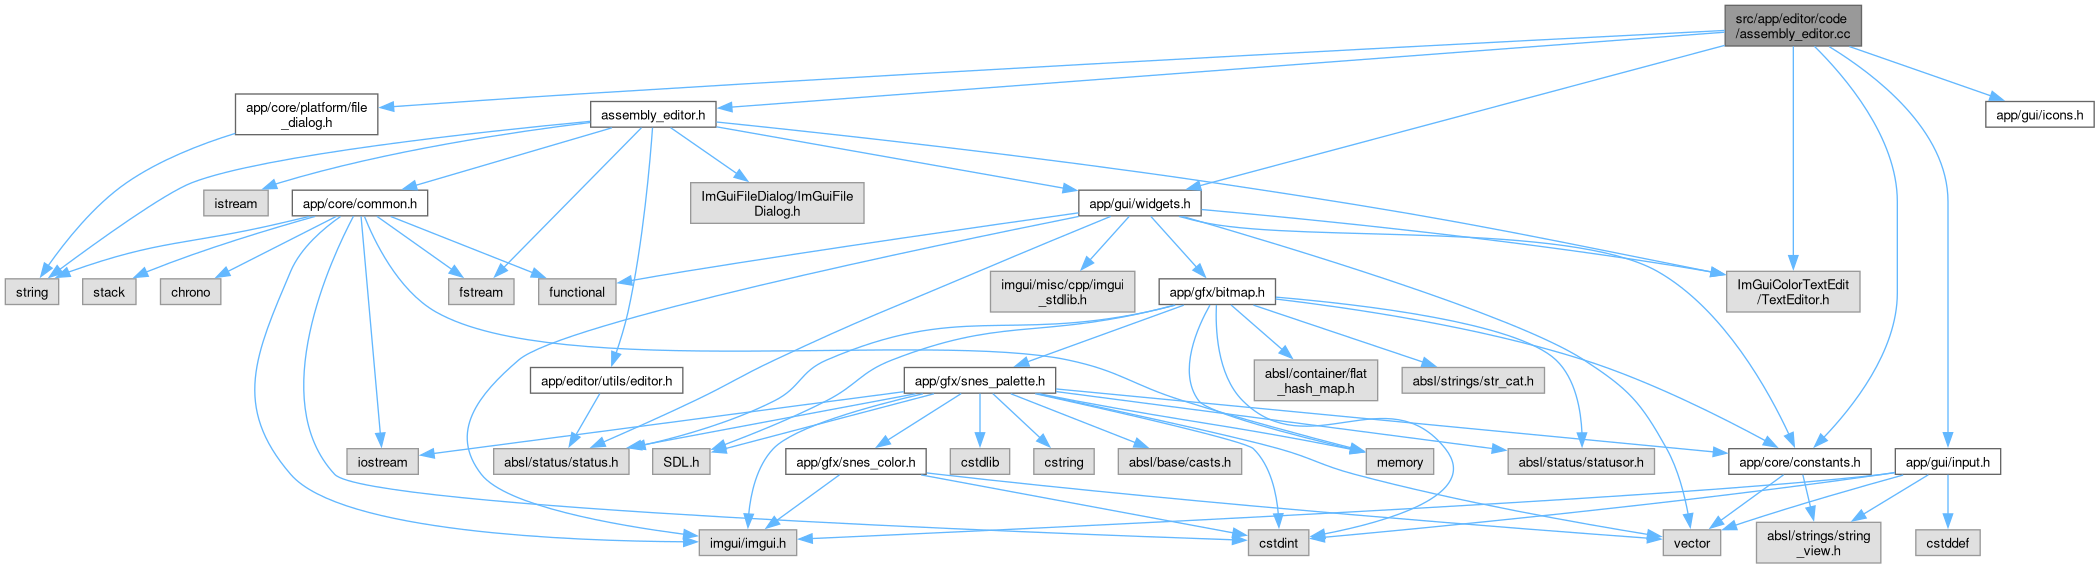 src/app/editor/code
/assembly_editor.cc
app/core/platform/file
_dialog.h
assembly_editor.h
app/gui/icons.h
istream
app/core/common.h
ImGuiFileDialog/ImGuiFile
Dialog.h
app/gui/widgets.h
string
stack
chrono
fstream
functional
imgui/misc/cpp/imgui
_stdlib.h
app/gfx/bitmap.h
ImGuiColorTextEdit
/TextEditor.h
app/editor/utils/editor.h
app/gfx/snes_palette.h
absl/container/flat
_hash_map.h
absl/strings/str_cat.h
iostream
absl/status/status.h
SDL.h
app/gfx/snes_color.h
cstdlib
cstring
absl/base/casts.h
memory
absl/status/statusor.h
app/core/constants.h
app/gui/input.h
imgui/imgui.h
cstdint
vector
absl/strings/string
_view.h
cstddef